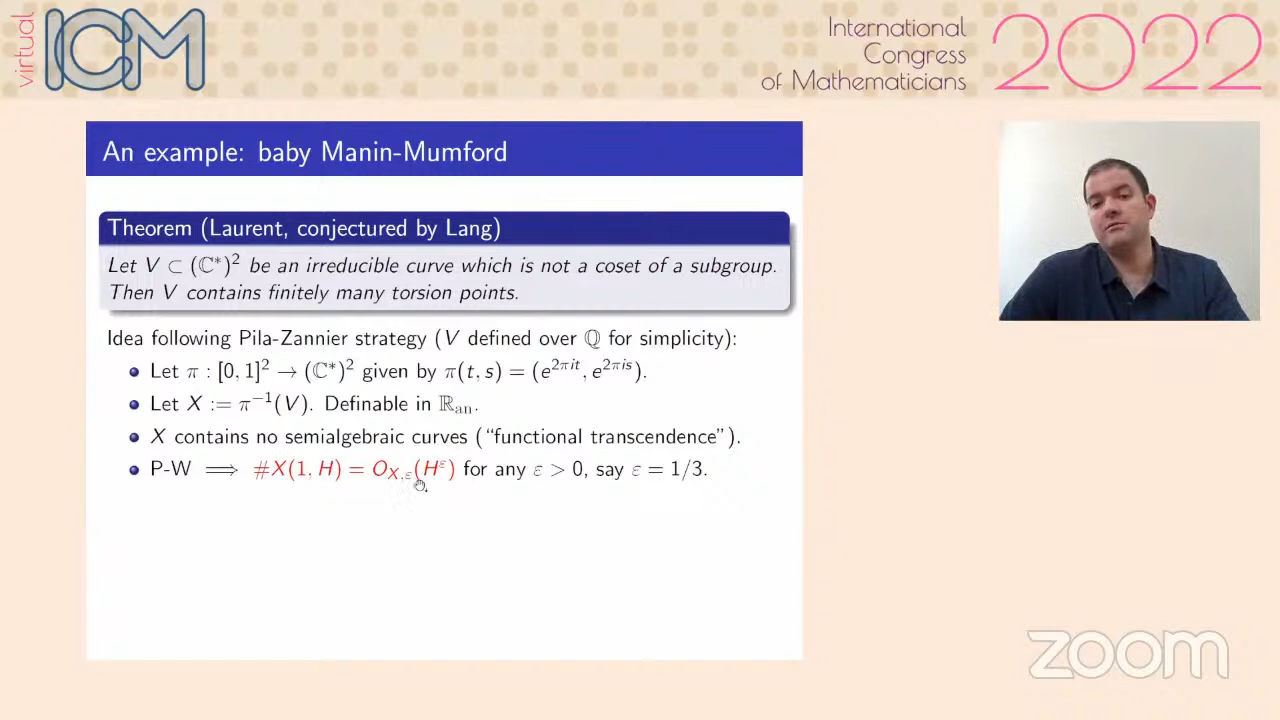 virtual
ICM
International
Congress
of Mathematicians
2022
An example: baby Manin-Mumford
Theorem (Laurent, conjectured by Lang)
Let V ⊂ (ℂ*)² be an irreducible curve which is not a coset of a subgroup.
Then V contains finitely many torsion points.
Idea following Pila-Zannier strategy (V defined over ℚ for simplicity):
Let π : [0, 1]² → (ℂ*)² given by π(t, s) = (e^{2πit}, e^{2πis}).
Let X := π⁻¹(V). Definable in ℝ_{an}.
X contains no semialgebraic curves (“functional transcendence”).
P-W ⟹ #X(1, H) = O_{X,ε}(H^ε) for any ε > 0, say ε = 1/3.
zoom